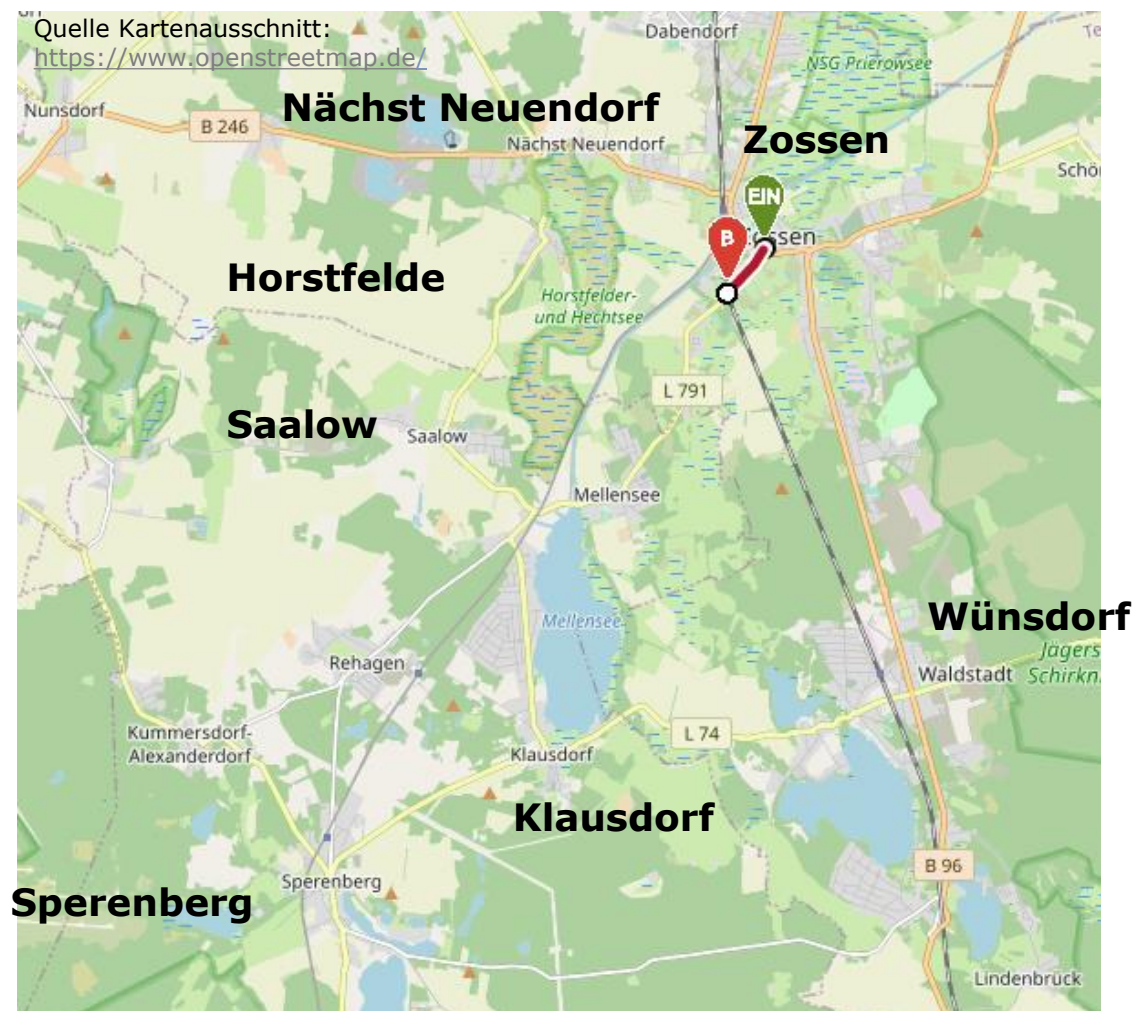 Quelle Kartenausschnitt:
https://www.openstreetmap.de/
Dabendorf
NSG Prierowsee
Nunsdorf
Nächst Neuendorf
B 246
Nächst Neuendorf
Zossen
EIN
B
Horstfelde
Horstfelder-
und Hechtsee
L 791
Saalow
Saalow
Mellensee
Mellensee
Wünsdorf
Rehagen
Waldstadt
Kummersdorf-
Alexanderdorf
L 74
Klausdorf
Klausdorf
B 96
Sperenberg
Sperenberg
Lindenbrück